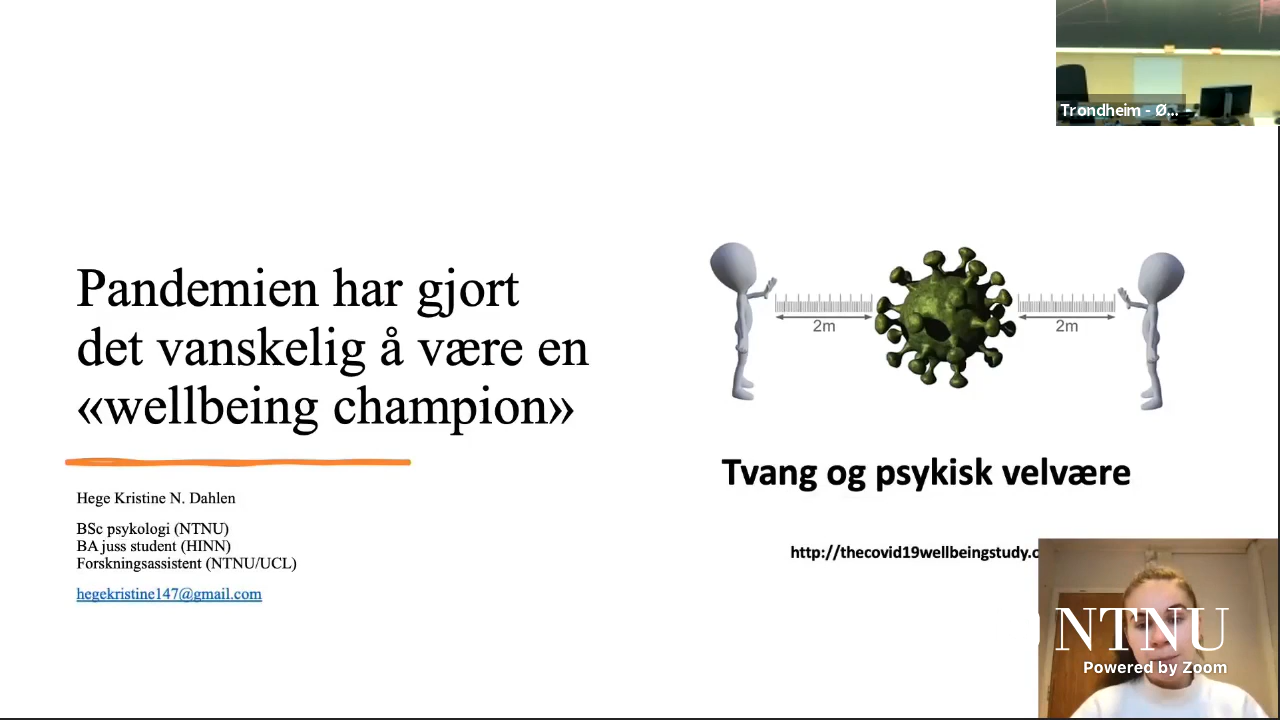 Trondheim - Ø...
Pandemien har gjort
det vanskelig å være en
«wellbeing champion»
2m
2m
Tvang og psykisk velvære
Hege Kristine N. Dahlen
BSc psykologi (NTNU)
BA juss student (HINN)
Forskningsassistent (NTNU/UCL)
hegekristine147@gmail.com
http://thecovid19wellbeingstudy.o
NTNU
Powered by Zoom